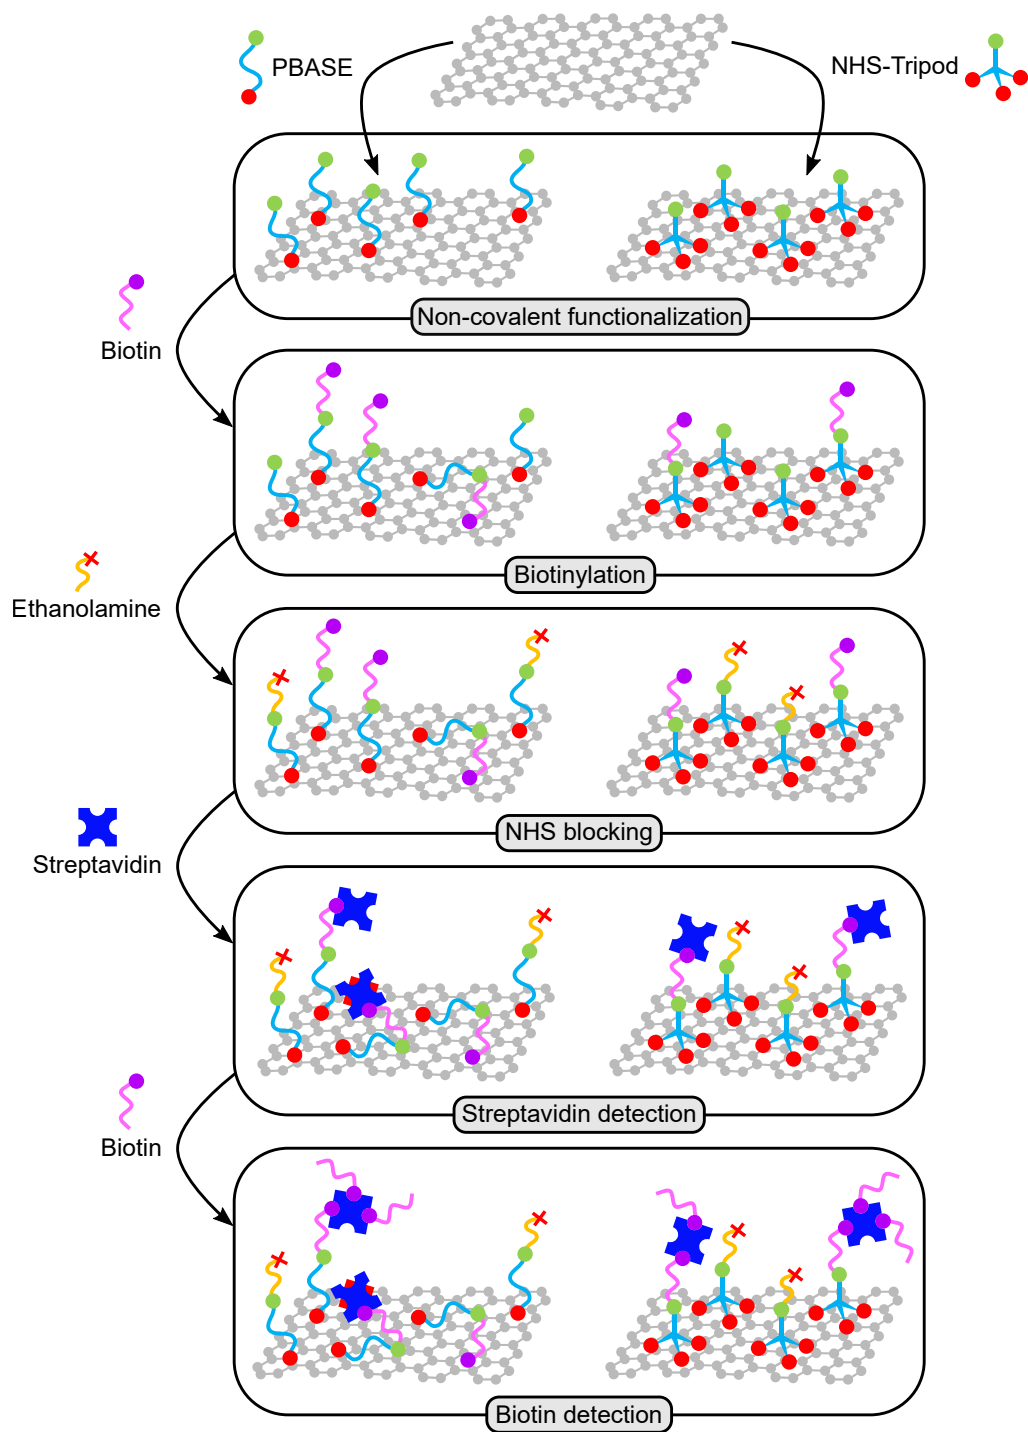 PBASE
NHS-Tripod
Non-covalent functionalization
Biotin
Biotinylation
Ethanolamine
NHS blocking
Streptavidin
Streptavidin detection
Biotin
Biotin detection